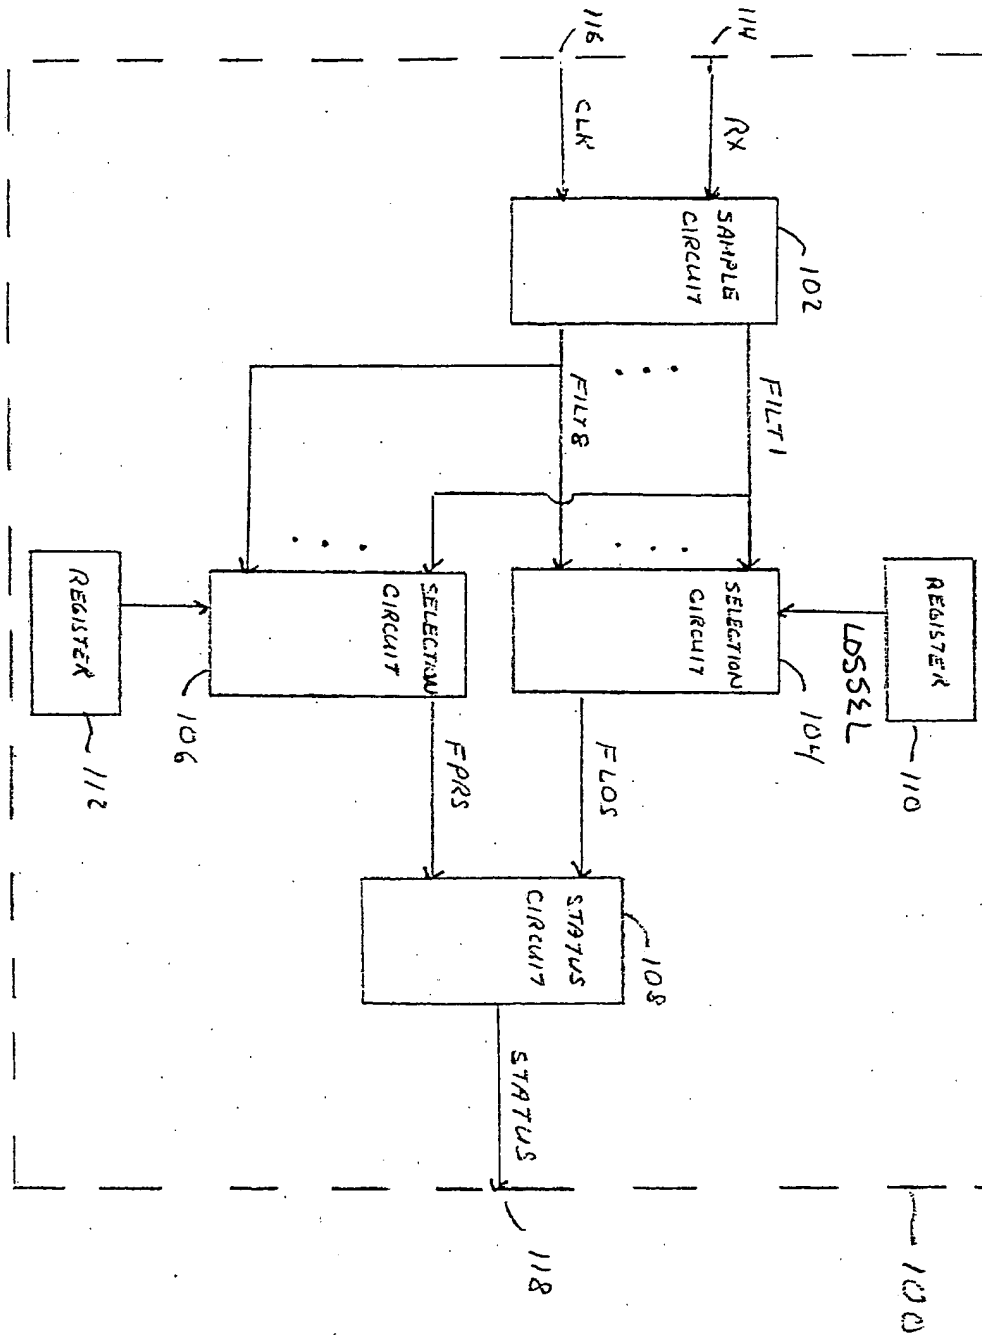 100
REGISTER
110
LOSSEL
114
RX
SAMPLE
CIRCUIT
102
FILT1
SELECTION
CIRCUIT
104
FLOS
116
CLK
FILT8
STATUS
CIRCUIT
108
STATUS
118
SELECTION
CIRCUIT
106
FPRS
REGISTER
112